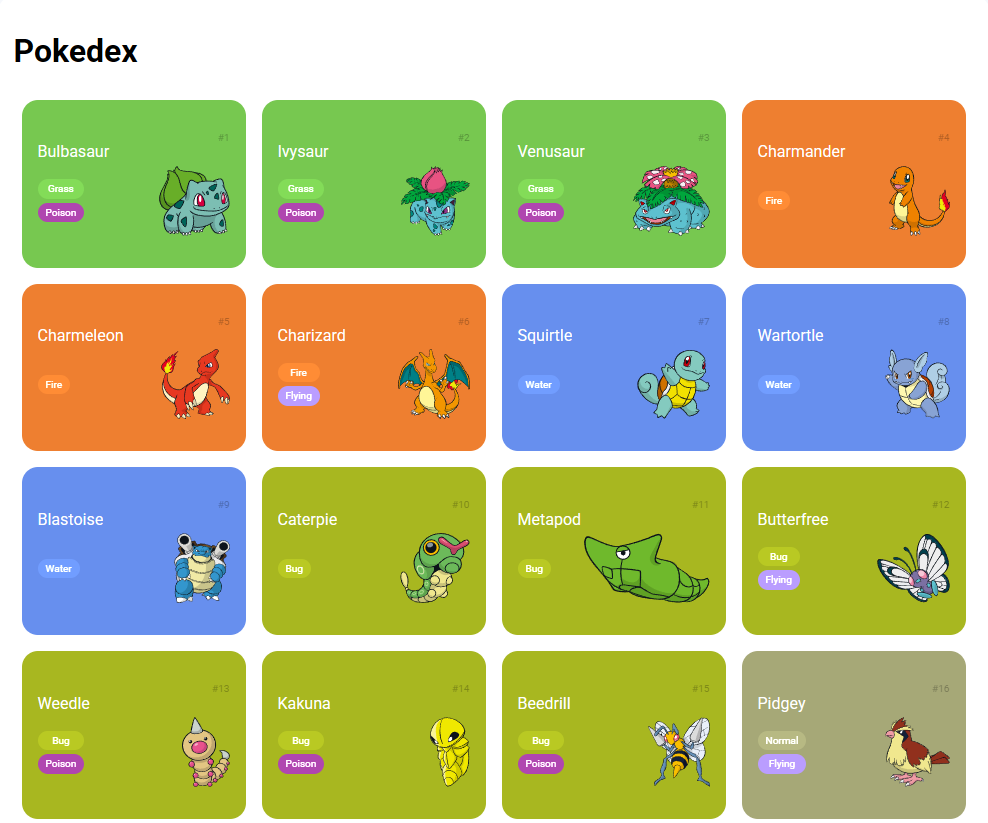 Pokedex
#1
Bulbasaur
Grass
Poison
#2
Ivysaur
Grass
Poison
#3
Venusaur
Grass
Poison
#4
Charmander
Fire
#5
Charmeleon
Fire
#6
Charizard
Fire
Flying
#7
Squirtle
Water
#8
Wartortle
Water
#9
Blastoise
Water
#10
Caterpie
Bug
#11
Metapod
Bug
#12
Butterfree
Bug
Flying
#13
Weedle
Bug
Poison
#14
Kakuna
Bug
Poison
#15
Beedrill
Bug
Poison
#16
Pidgey
Normal
Flying